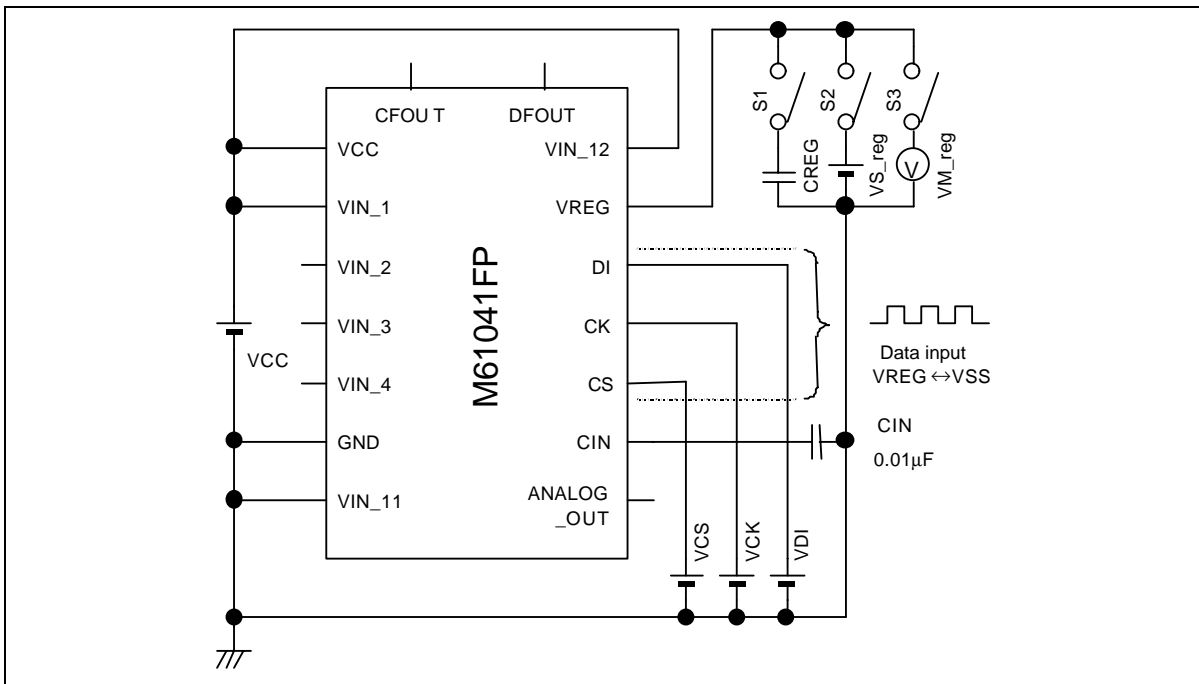 CFOUT
DFOUT
VCC
VIN_1
VIN_2
VIN_3
VIN_4
GND
VIN_11
M61041FP
VIN_12
VREG
DI
CK
CS
CIN
ANALOG
_OUT
VCC
S1
S2
S3
CREG
VS_reg
V
VM_reg
Data input
VREG ↔VSS
CIN
0.01µF
VCS
VCK
VDI